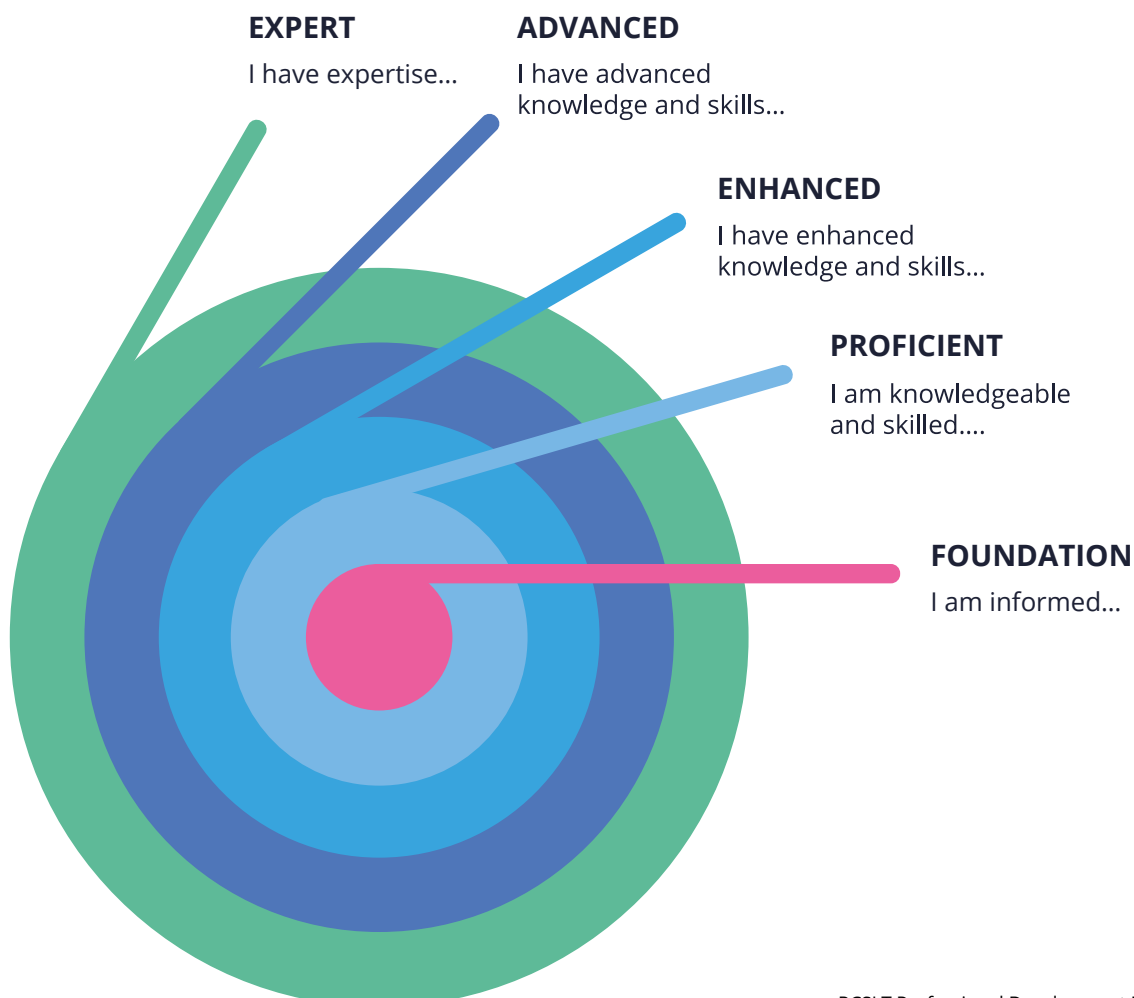 EXPERT
I have expertise...
ADVANCED
I have advanced
knowledge and skills...
ENHANCED
I have enhanced
knowledge and skills...
PROFICIENT
I am knowledgeable
and skilled....
FOUNDATION
I am informed...